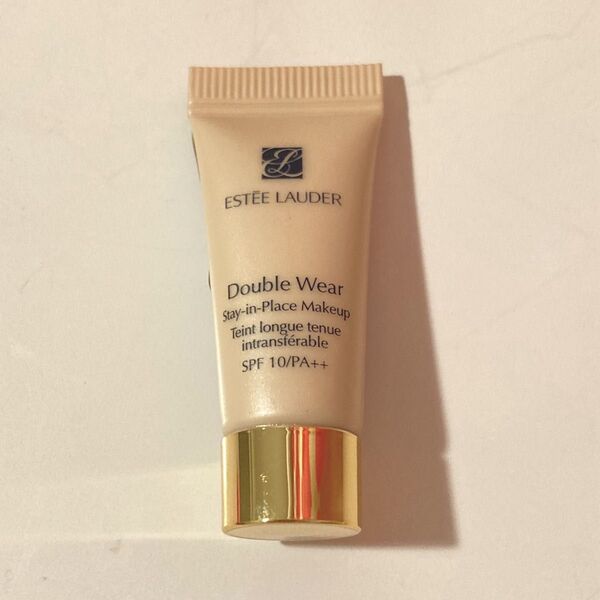 ESTĒE LAUDER
Double Wear
Stay-in-Place Makeup
Teint longue tenue
intransférable
SPF 10/PA++